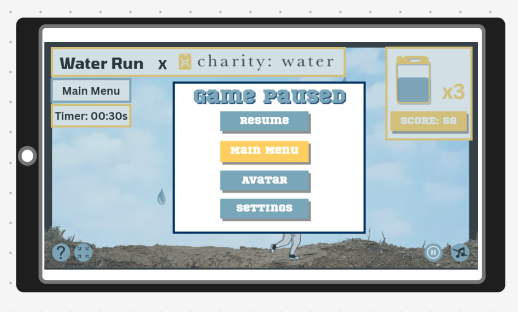 Water Run x charity: water
Main Menu
Timer: 00:30s
x3
SCORE: 68
Game Paused
Resume
Main Menu
Avatar
Settings
?